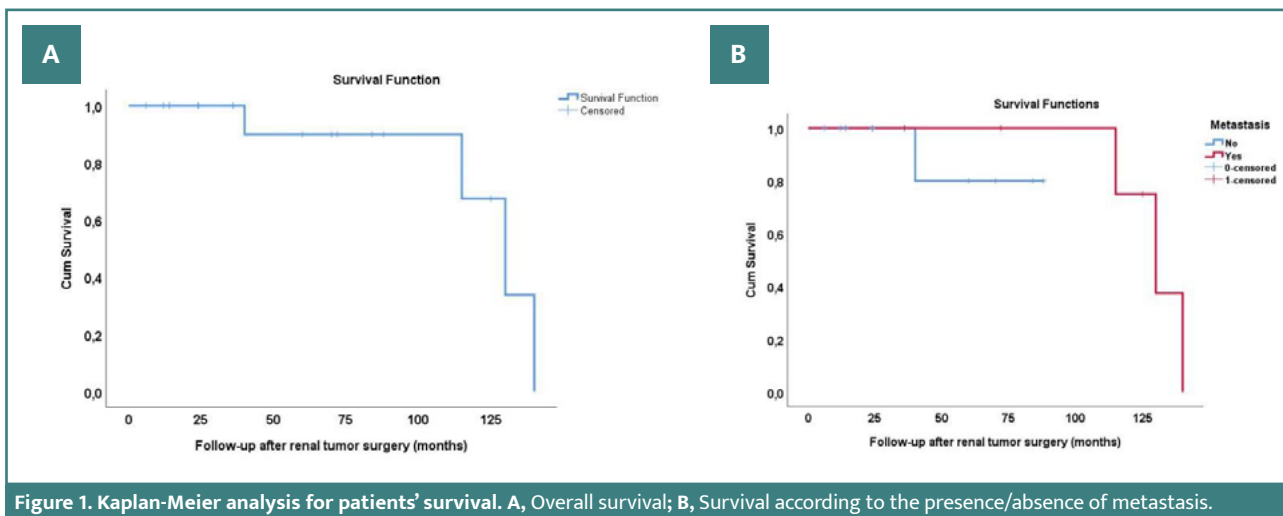 A
Survival Function
Survival Function
Censored
1,0
0,8
0,6
0,4
0,2
0,0
Cum Survival
0 25 50 75 100 125
Follow-up after renal tumor surgery (months)
B
Survival Functions
Metastasis
No
Yes
0-censored
1-censored
1,0
0,8
0,6
0,4
0,2
0,0
Cum Survival
0 25 50 75 100 125
Follow-up after renal tumor surgery (months)
Figure 1. Kaplan-Meier analysis for patients’ survival. A, Overall survival; B, Survival according to the presence/absence of metastasis.